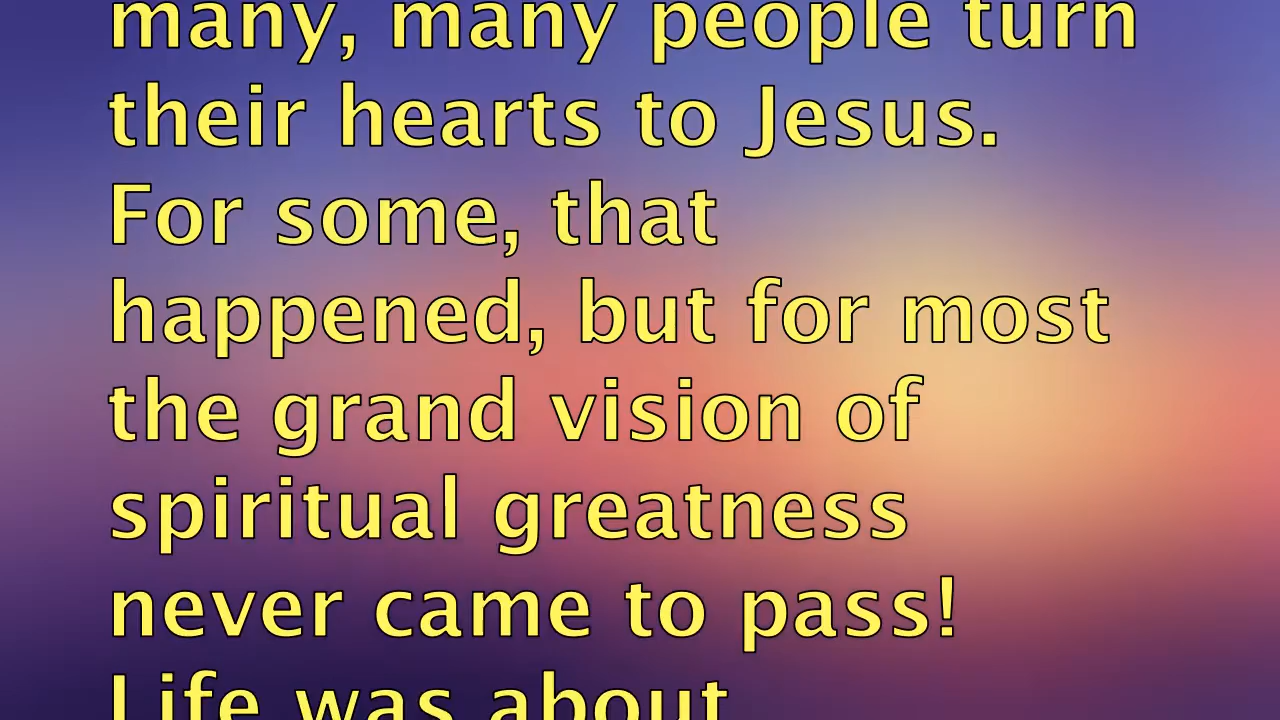 many, many people turn
their hearts to Jesus.
For some, that
happened, but for most
the grand vision of
spiritual greatness
never came to pass!
Life was about